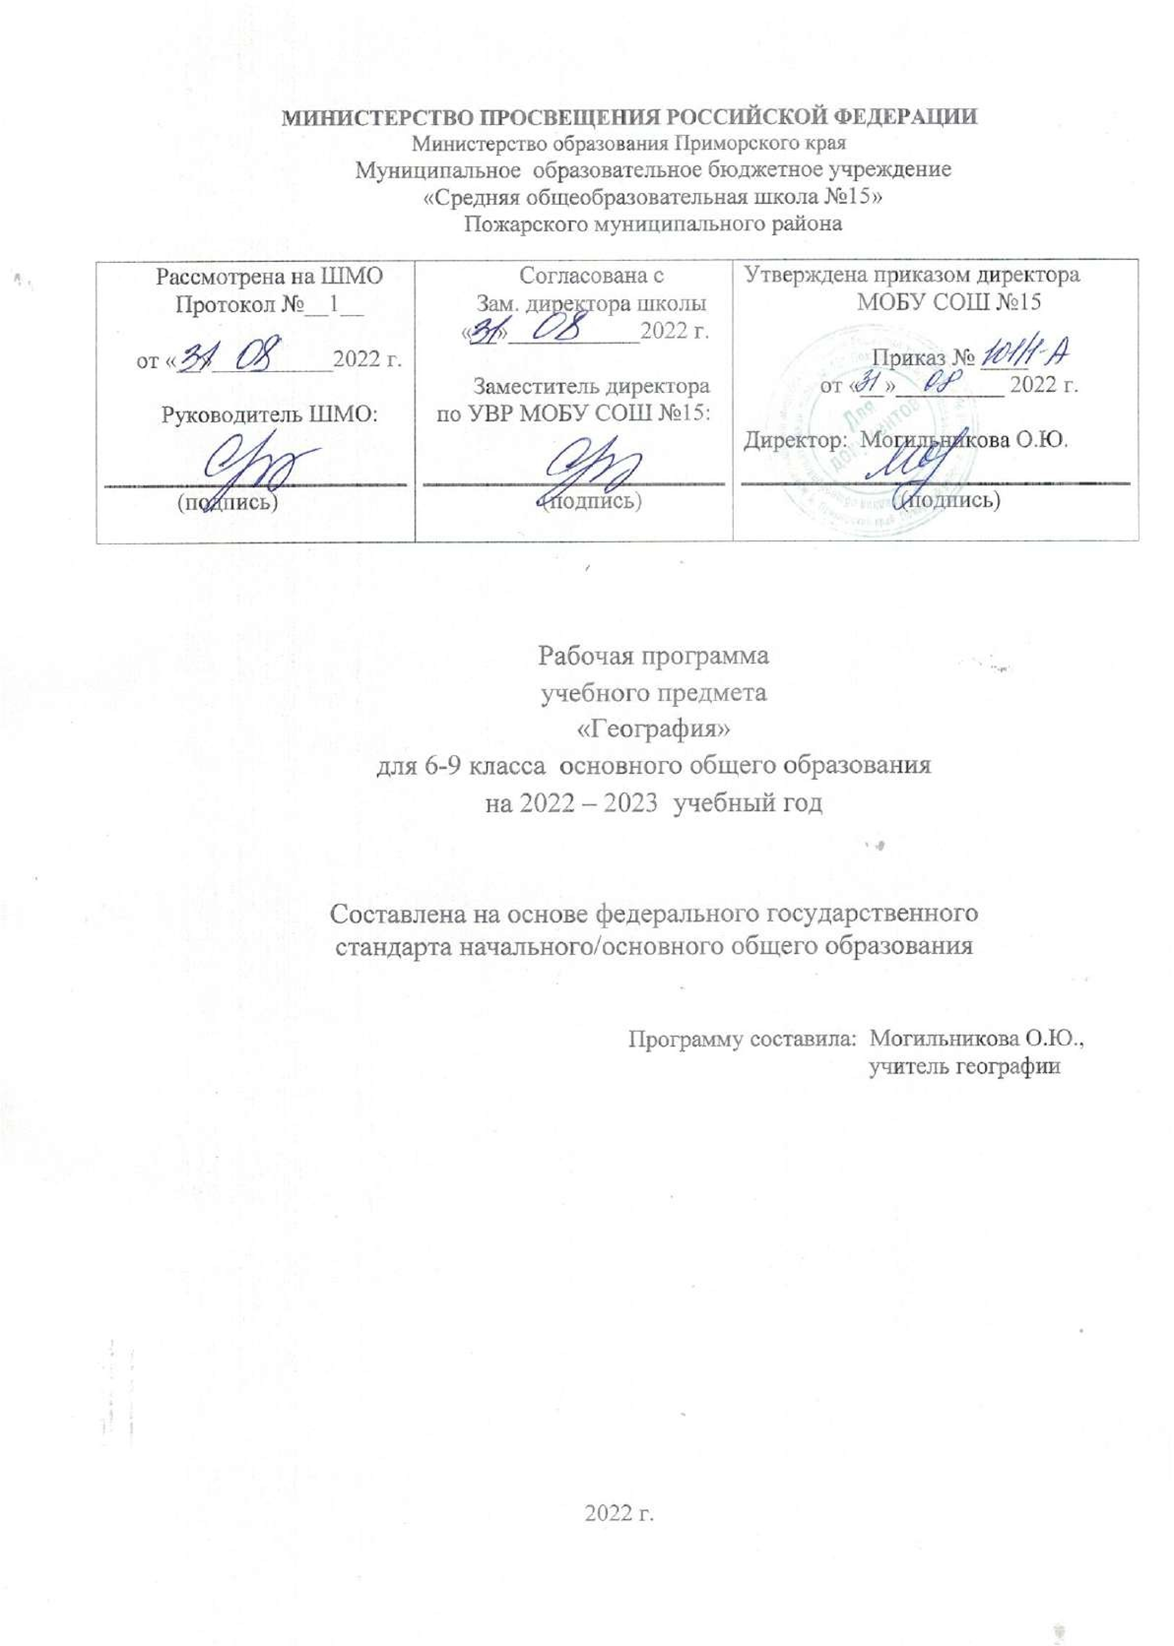 МИНИСТЕРСТВО ПРОСВЕЩЕНИЯ РОССИЙСКОЙ ФЕДЕРАЦИИ
Министерство образования Приморского края
Муниципальное образовательное бюджетное учреждение
«Средняя общеобразовательная школа №15»
Пожарского муниципального района
Рассмотрена на ШМО
Протокол №__1__
от «31» 08 2022 г.
Руководитель ШМО:
(подпись)
Согласована с
Зам. директора школы
«31» 08 2022 г.
Заместитель директора
по УВР МОБУ СОШ №15:
(подпись)
Утверждена приказом директора
МОБУ СОШ №15
Приказ № 101/1-А
от «31» 08 2022 г.
Директор: Могильникова О.Ю.
(подпись)
Для
документов
Рабочая программа
учебного предмета
«География»
для 6-9 класса основного общего образования
на 2022 – 2023 учебный год
Составлена на основе федерального государственного
стандарта начального/основного общего образования
Программу составила: Могильникова О.Ю.,
учитель географии
2022 г.